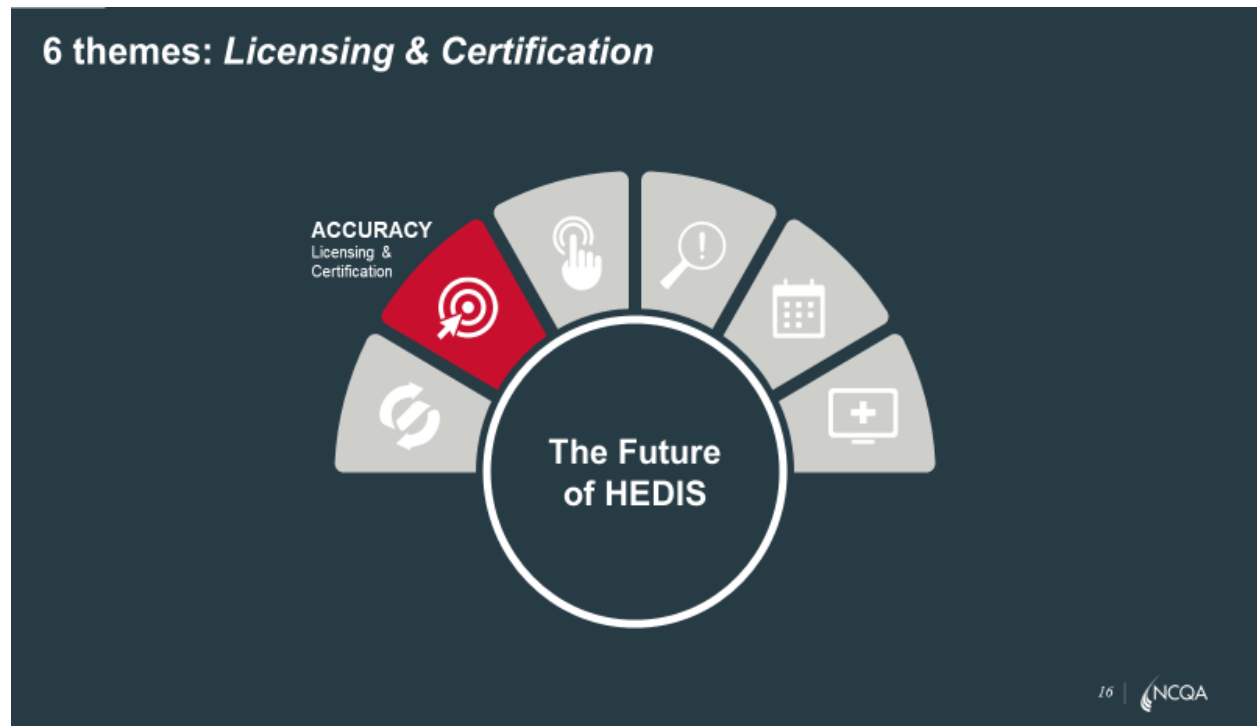 6 themes: Licensing & Certification
ACCURACY
Licensing &
Certification
The Future
of HEDIS
16
NCQA